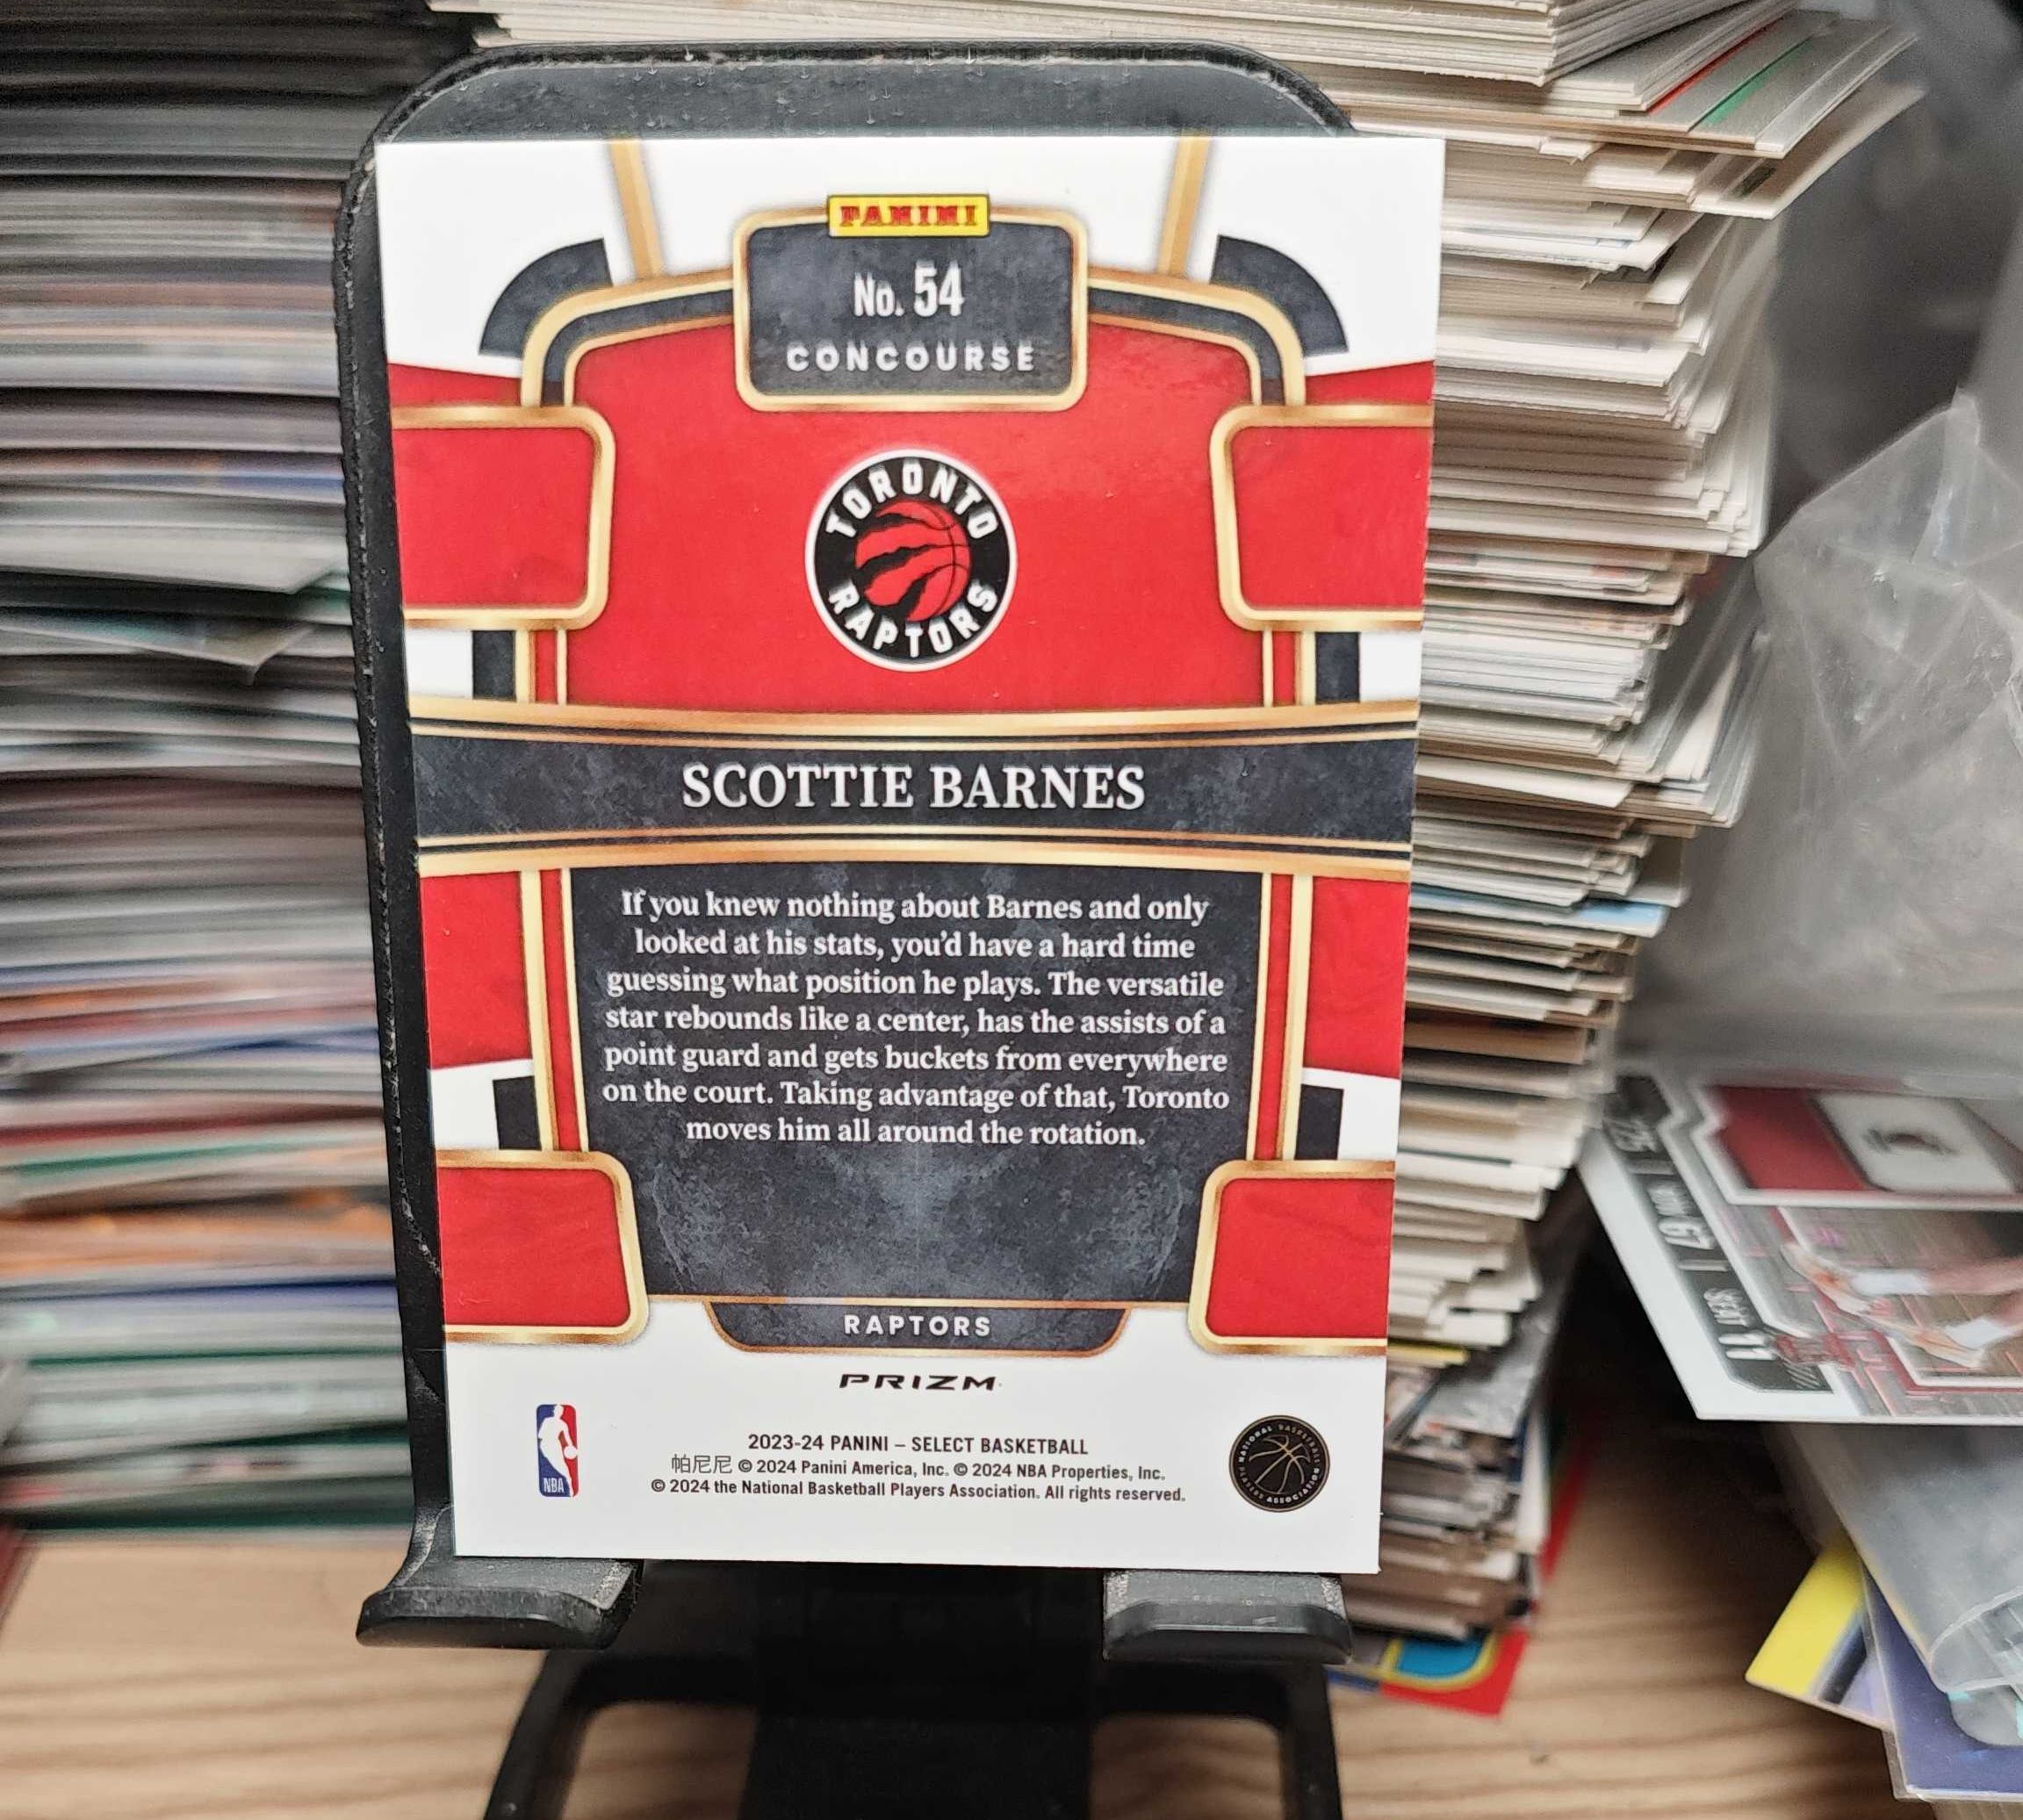 PANINI
No. 54
CONCOURSE
TORONTO
RAPTORS
SCOTTIE BARNES
If you knew nothing about Barnes and only
looked at his stats, you'd have a hard time
guessing what position he plays. The versatile
star rebounds like a center, has the assists of a
point guard and gets buckets from everywhere
on the court. Taking advantage of that, Toronto
moves him all around the rotation.
RAPTORS
PRIZM
NBA
2023-24 PANINI – SELECT BASKETBALL
帕尼尼 © 2024 Panini America, Inc. © 2024 NBA Properties, Inc.
© 2024 the National Basketball Players Association. All rights reserved.
NATIONAL BASKETBALL
PLAYERS ASSOCIATION